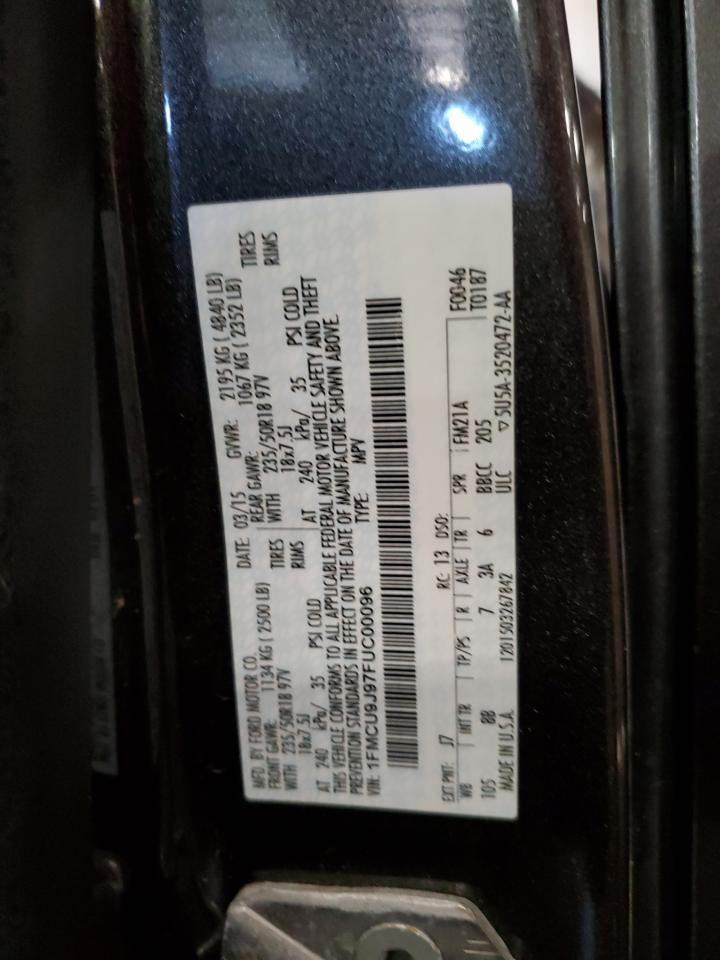 MFD. BY FORD MOTOR CO. DATE: 03/15 GVWR: 2195 KG ( 4840 LB)
FRONT GAWR: 1134 KG ( 2500 LB) REAR GAWR: 1067 KG ( 2352 LB)
WITH 235/50R18 97V TIRES WITH 235/50R18 97V TIRES
18x7.5J RIMS 18x7.5J RIMS
AT 240 kPa/ 35 PSI COLD AT 240 kPa/ 35 PSI COLD
THIS VEHICLE CONFORMS TO ALL APPLICABLE FEDERAL MOTOR VEHICLE SAFETY AND THEFT
PREVENTION STANDARDS IN EFFECT ON THE DATE OF MANUFACTURE SHOWN ABOVE.
VIN: 1FMCU9J97FUC00096 TYPE: MPV
EXT PNT: J7 RC: 13 DSO: F0046
WB INT TR TP/PS R AXLE TR SPR FM21A T0187
105 8B 7 3A 6 BBCC 205
MADE IN U.S.A. 1201503267842 ULC ▽5U5A-3520472-AA